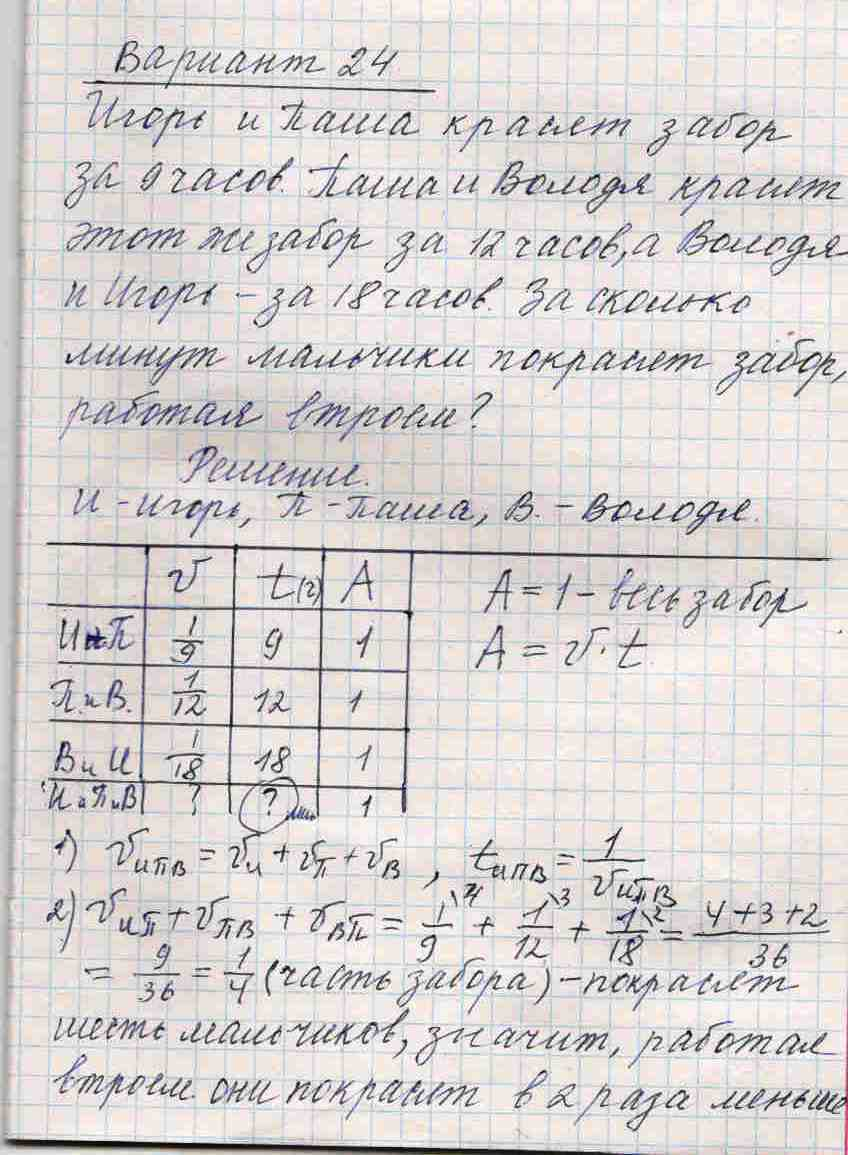 Вариант 24
Игорь и Паша красят забор
за 9 часов. Паша и Володя красят
этот же забор за 12 часов, а Володя
и Игорь – за 18 часов. За сколько
минут мальчики покрасят забор,
работая втроем?
Решение.
И – Игорь, П – Паша, В. – Володя.
v t(ч) A
A = 1 – весь забор
И и П 1/9 9 1
A = v · t
П. и В. 1/12 12 1
В и И 1/18 18 1
И и П и В ? ? мин 1
1) vИПВ = vИ + vП + vВ , tИПВ = 1/vИПВ
2) vИП + vПВ + vВП = 1/9 \4 + 1/12 \3 + 1/18 \2 = (4+3+2)/36
= 9/36 = 1/4 (часть забора) – покрасят
шесть мальчиков, значит, работая
втроем они покрасят в 2 раза меньше